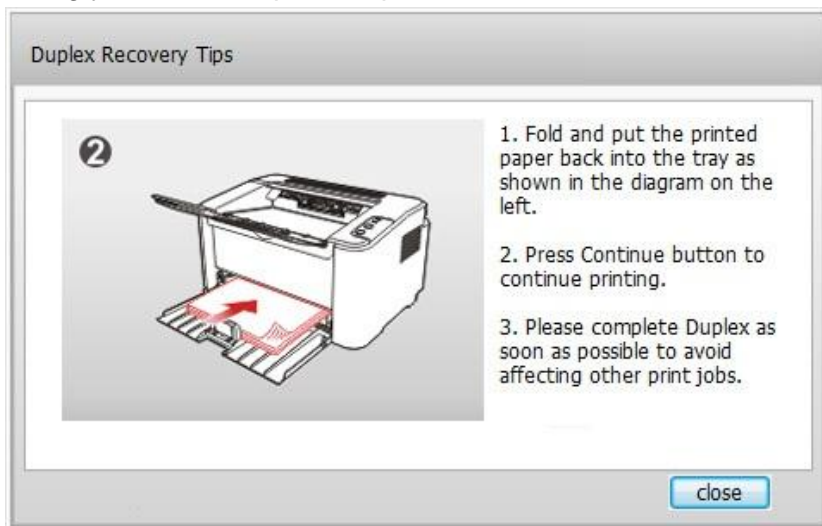 Duplex Recovery Tips
2
1. Fold and put the printed
paper back into the tray as
shown in the diagram on the
left.
2. Press Continue button to
continue printing.
3. Please complete Duplex as
soon as possible to avoid
affecting other print jobs.
close